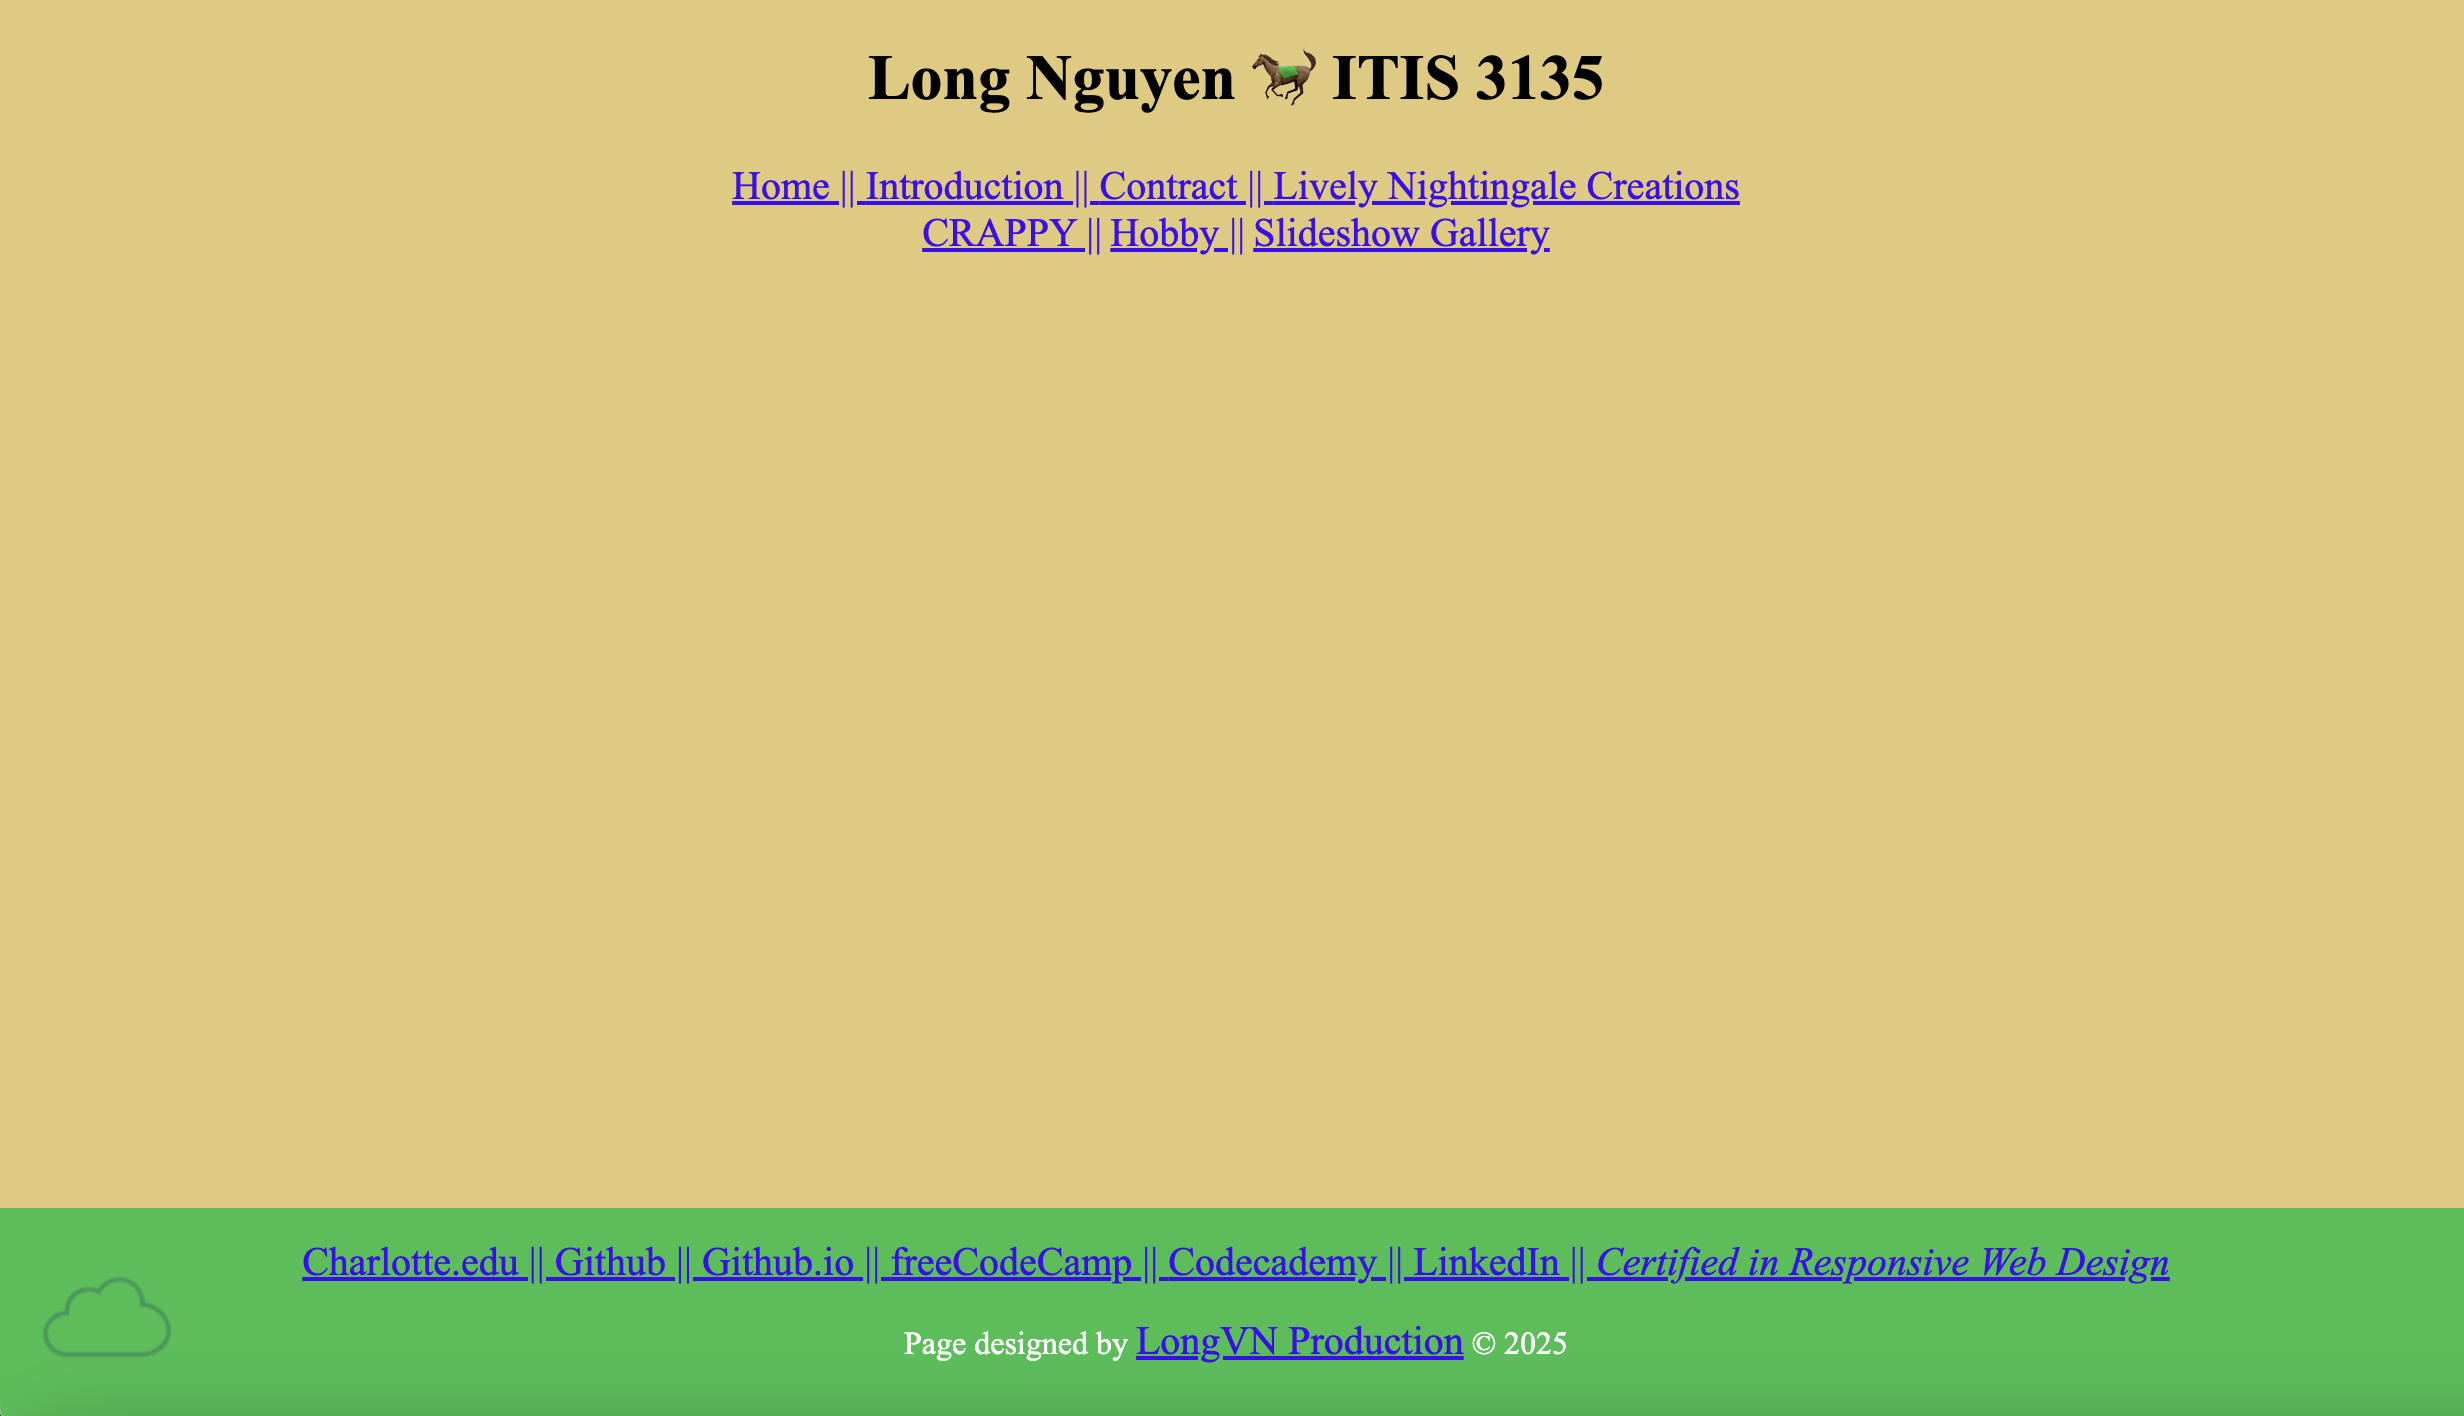 Long Nguyen 🐎 ITIS 3135
Home || Introduction || Contract || Lively Nightingale Creations
CRAPPY || Hobby || Slideshow Gallery
Charlotte.edu || Github || Github.io || freeCodeCamp || Codecademy || LinkedIn || Certified in Responsive Web Design
Page designed by LongVN Production © 2025